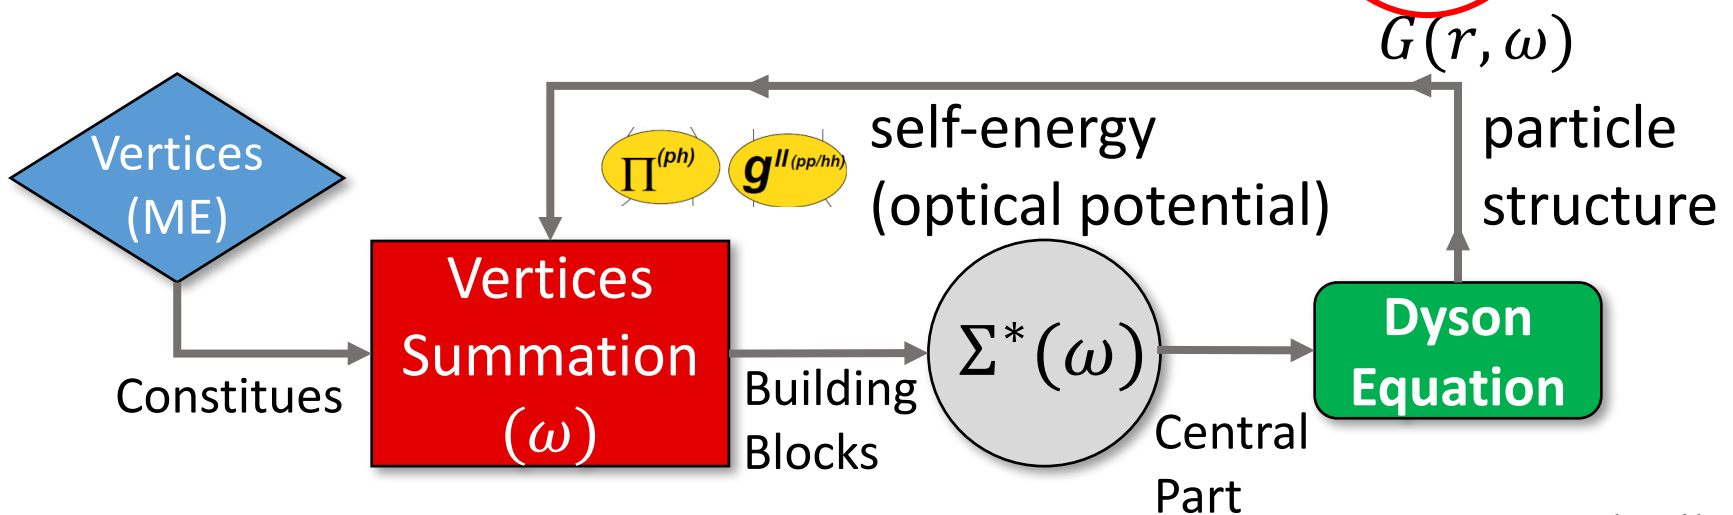 G(r, ω)
Vertices
(ME)
Π(ph)
gII (pp/hh)
self-energy
(optical potential)
particle
structure
Vertices
Summation
(ω)
Constitues
Building
Blocks
Σ*(ω)
Central
Part
Dyson
Equation